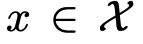 x ∈ 𝒳